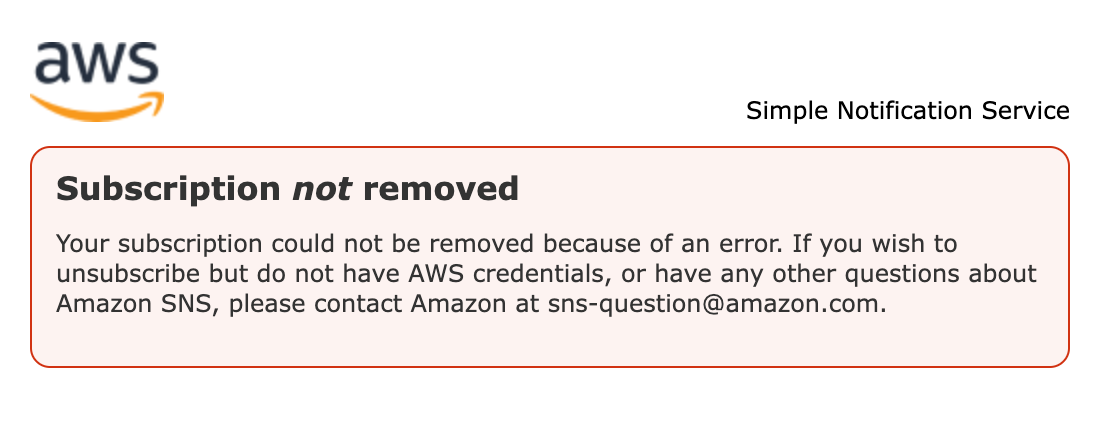 aws
Simple Notification Service
Subscription not removed
Your subscription could not be removed because of an error. If you wish to
unsubscribe but do not have AWS credentials, or have any other questions about
Amazon SNS, please contact Amazon at sns-question@amazon.com.